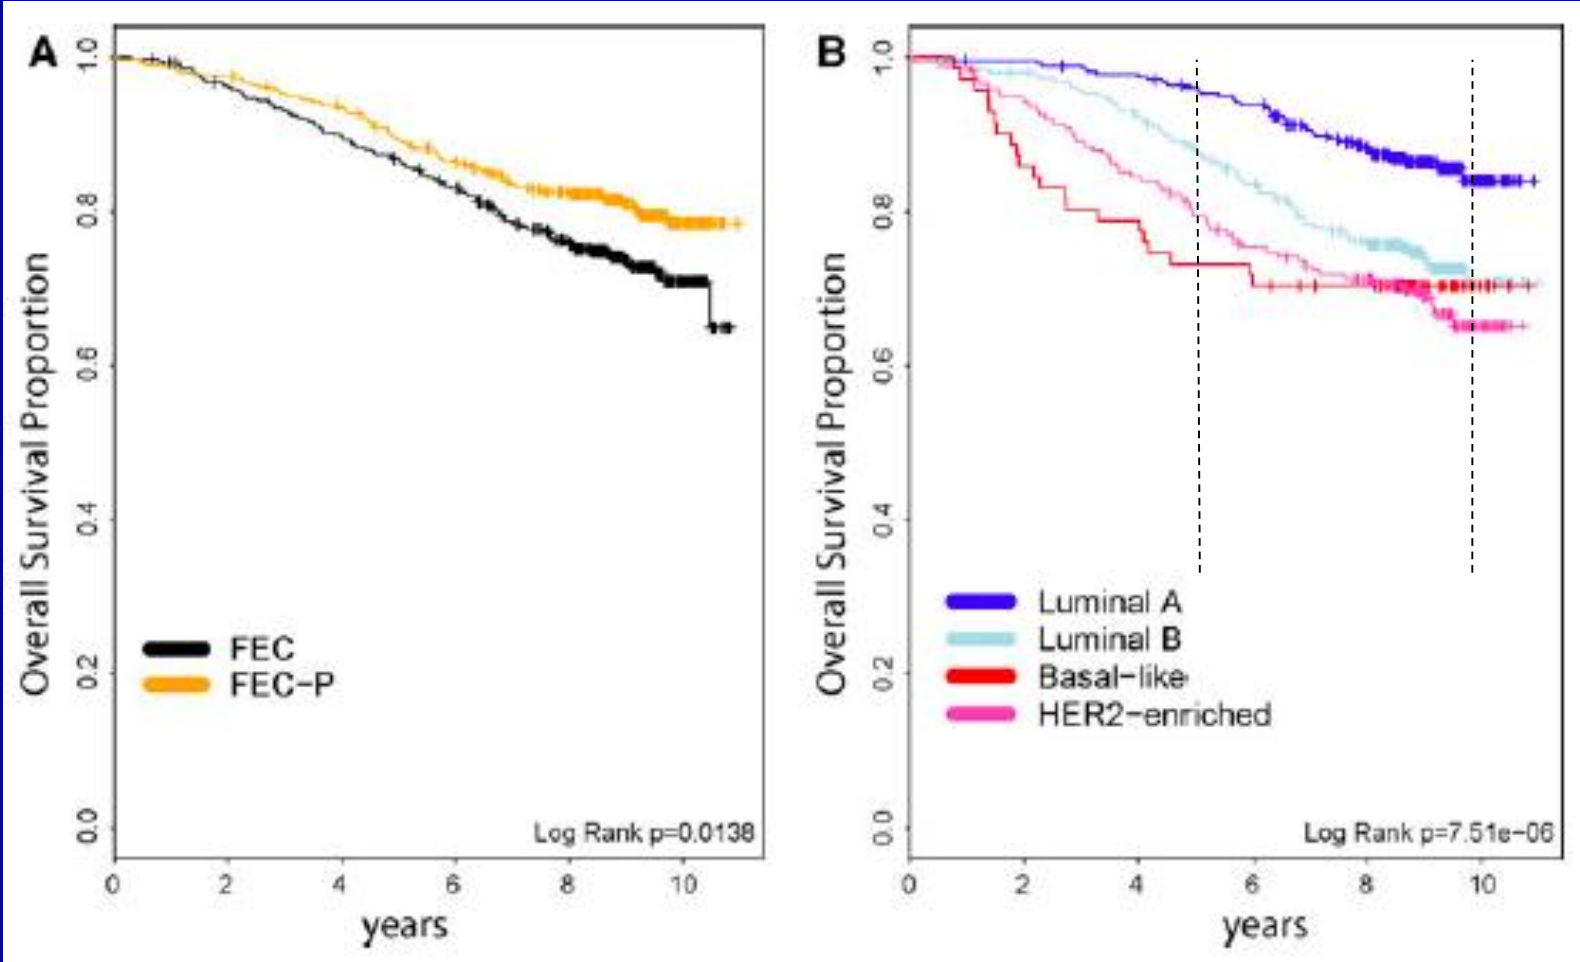 A
Overall Survival Proportion
1.0
0.8
0.6
0.4
0.2
0.0
FEC
FEC-P
Log Rank p=0.0138
0 2 4 6 8 10
years
B
Overall Survival Proportion
1.0
0.8
0.6
0.4
0.2
0.0
Luminal A
Luminal B
Basal-like
HER2-enriched
Log Rank p=7.51e-06
0 2 4 6 8 10
years